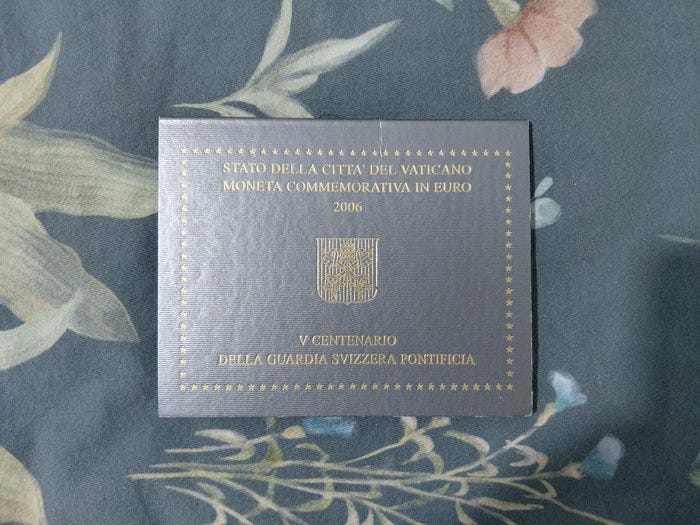 STATO DELLA CITTA' DEL VATICANO
MONETA COMMEMORATIVA IN EURO
2006
V CENTENARIO
DELLA GUARDIA SVIZZERA PONTIFICIA